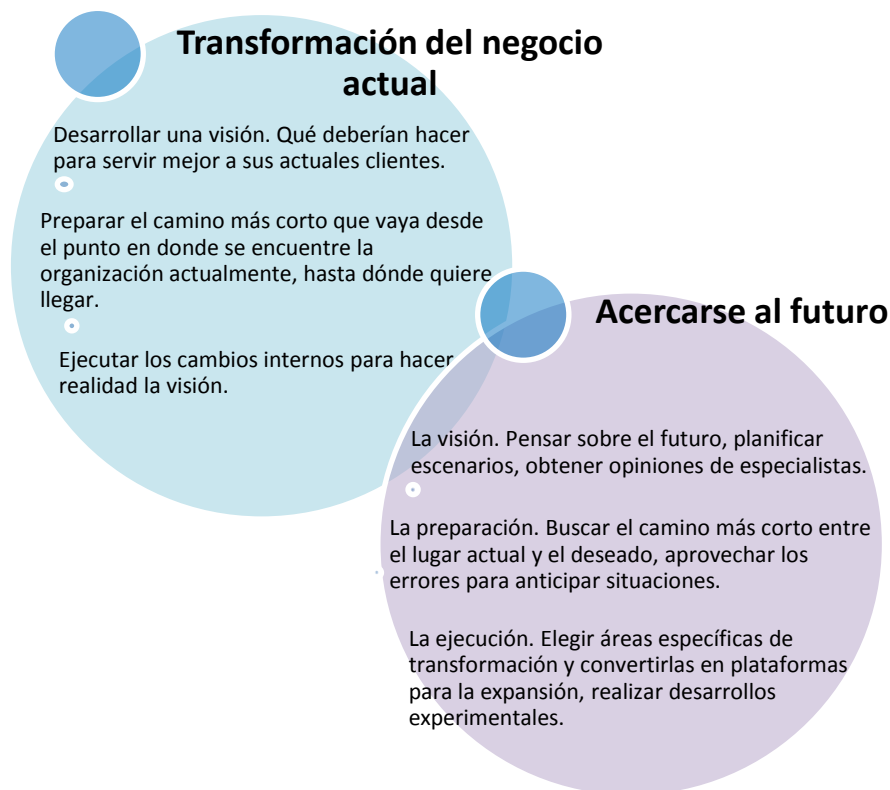 Transformación del negocio
actual
Desarrollar una visión. Qué deberían hacer
para servir mejor a sus actuales clientes.
Preparar el camino más corto que vaya desde
el punto en donde se encuentre la
organización actualmente, hasta dónde quiere
llegar.
Ejecutar los cambios internos para hacer
realidad la visión.
Acercarse al futuro
La visión. Pensar sobre el futuro, planificar
escenarios, obtener opiniones de especialistas.
La preparación. Buscar el camino más corto entre
el lugar actual y el deseado, aprovechar los
errores para anticipar situaciones.
La ejecución. Elegir áreas específicas de
transformación y convertirlas en plataformas
para la expansión, realizar desarrollos
experimentales.